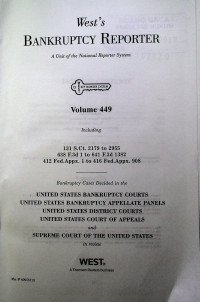 West's
BANKRUPTCY REPORTER
A Unit of the National Reporter System
Volume 449
Including
131 S.Ct. 2179 to 2955
638 F.3d 1 to 641 F.3d 1382
412 Fed.Appx. 1 to 416 Fed.Appx. 908
Bankruptcy Cases Decided in the
UNITED STATES BANKRUPTCY COURTS
UNITED STATES BANKRUPTCY APPELLATE PANELS
UNITED STATES DISTRICT COURTS
UNITED STATES COURT OF APPEALS
and
SUPREME COURT OF THE UNITED STATES
WEST